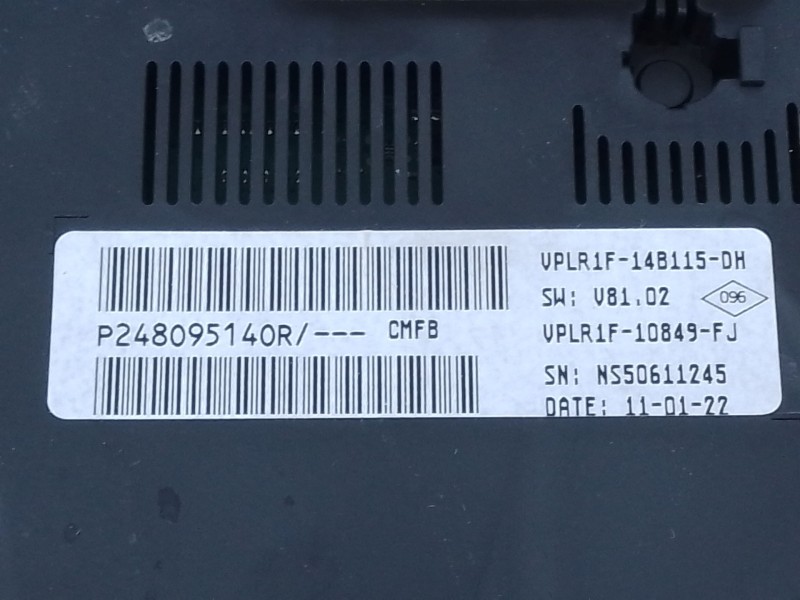 VPLR1F-14B115-DH
SW: V81.02 096
P248095140R/--- CMFB VPLR1F-10849-FJ
SN: NS50611245
DATE: 11-01-22